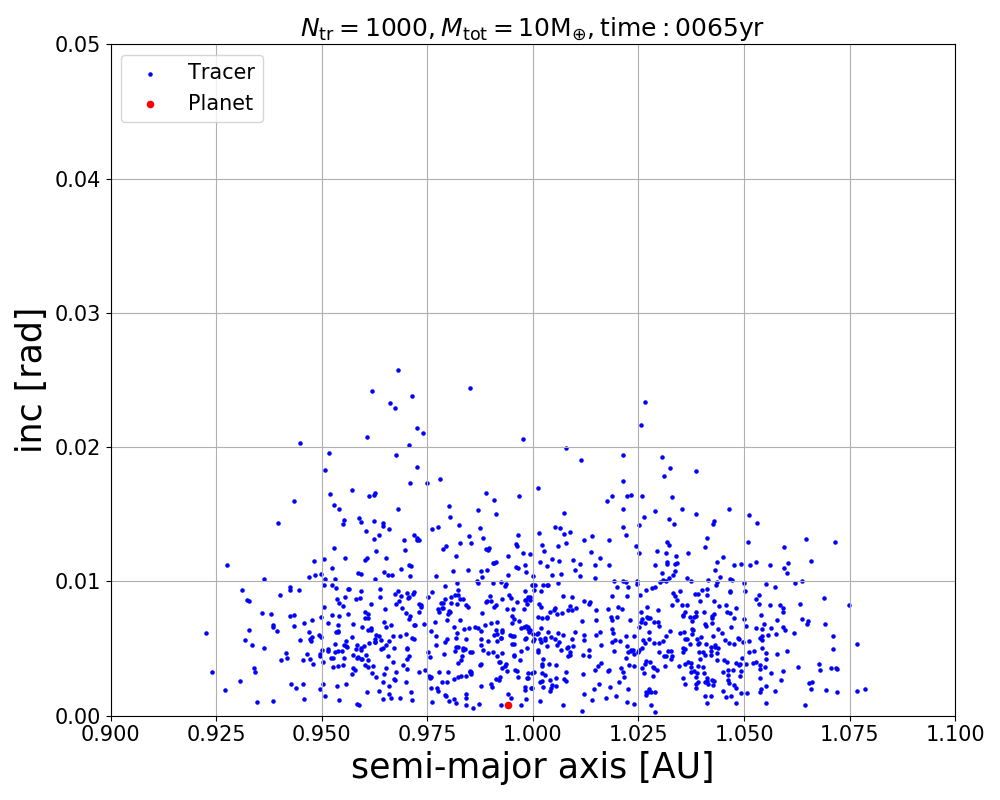 N_tr = 1000, M_tot = 10M_⊕, time : 0065yr
Tracer
Planet
0.05
0.04
0.03
0.02
0.01
0.00
inc [rad]
0.900 0.925 0.950 0.975 1.000 1.025 1.050 1.075 1.100
semi-major axis [AU]